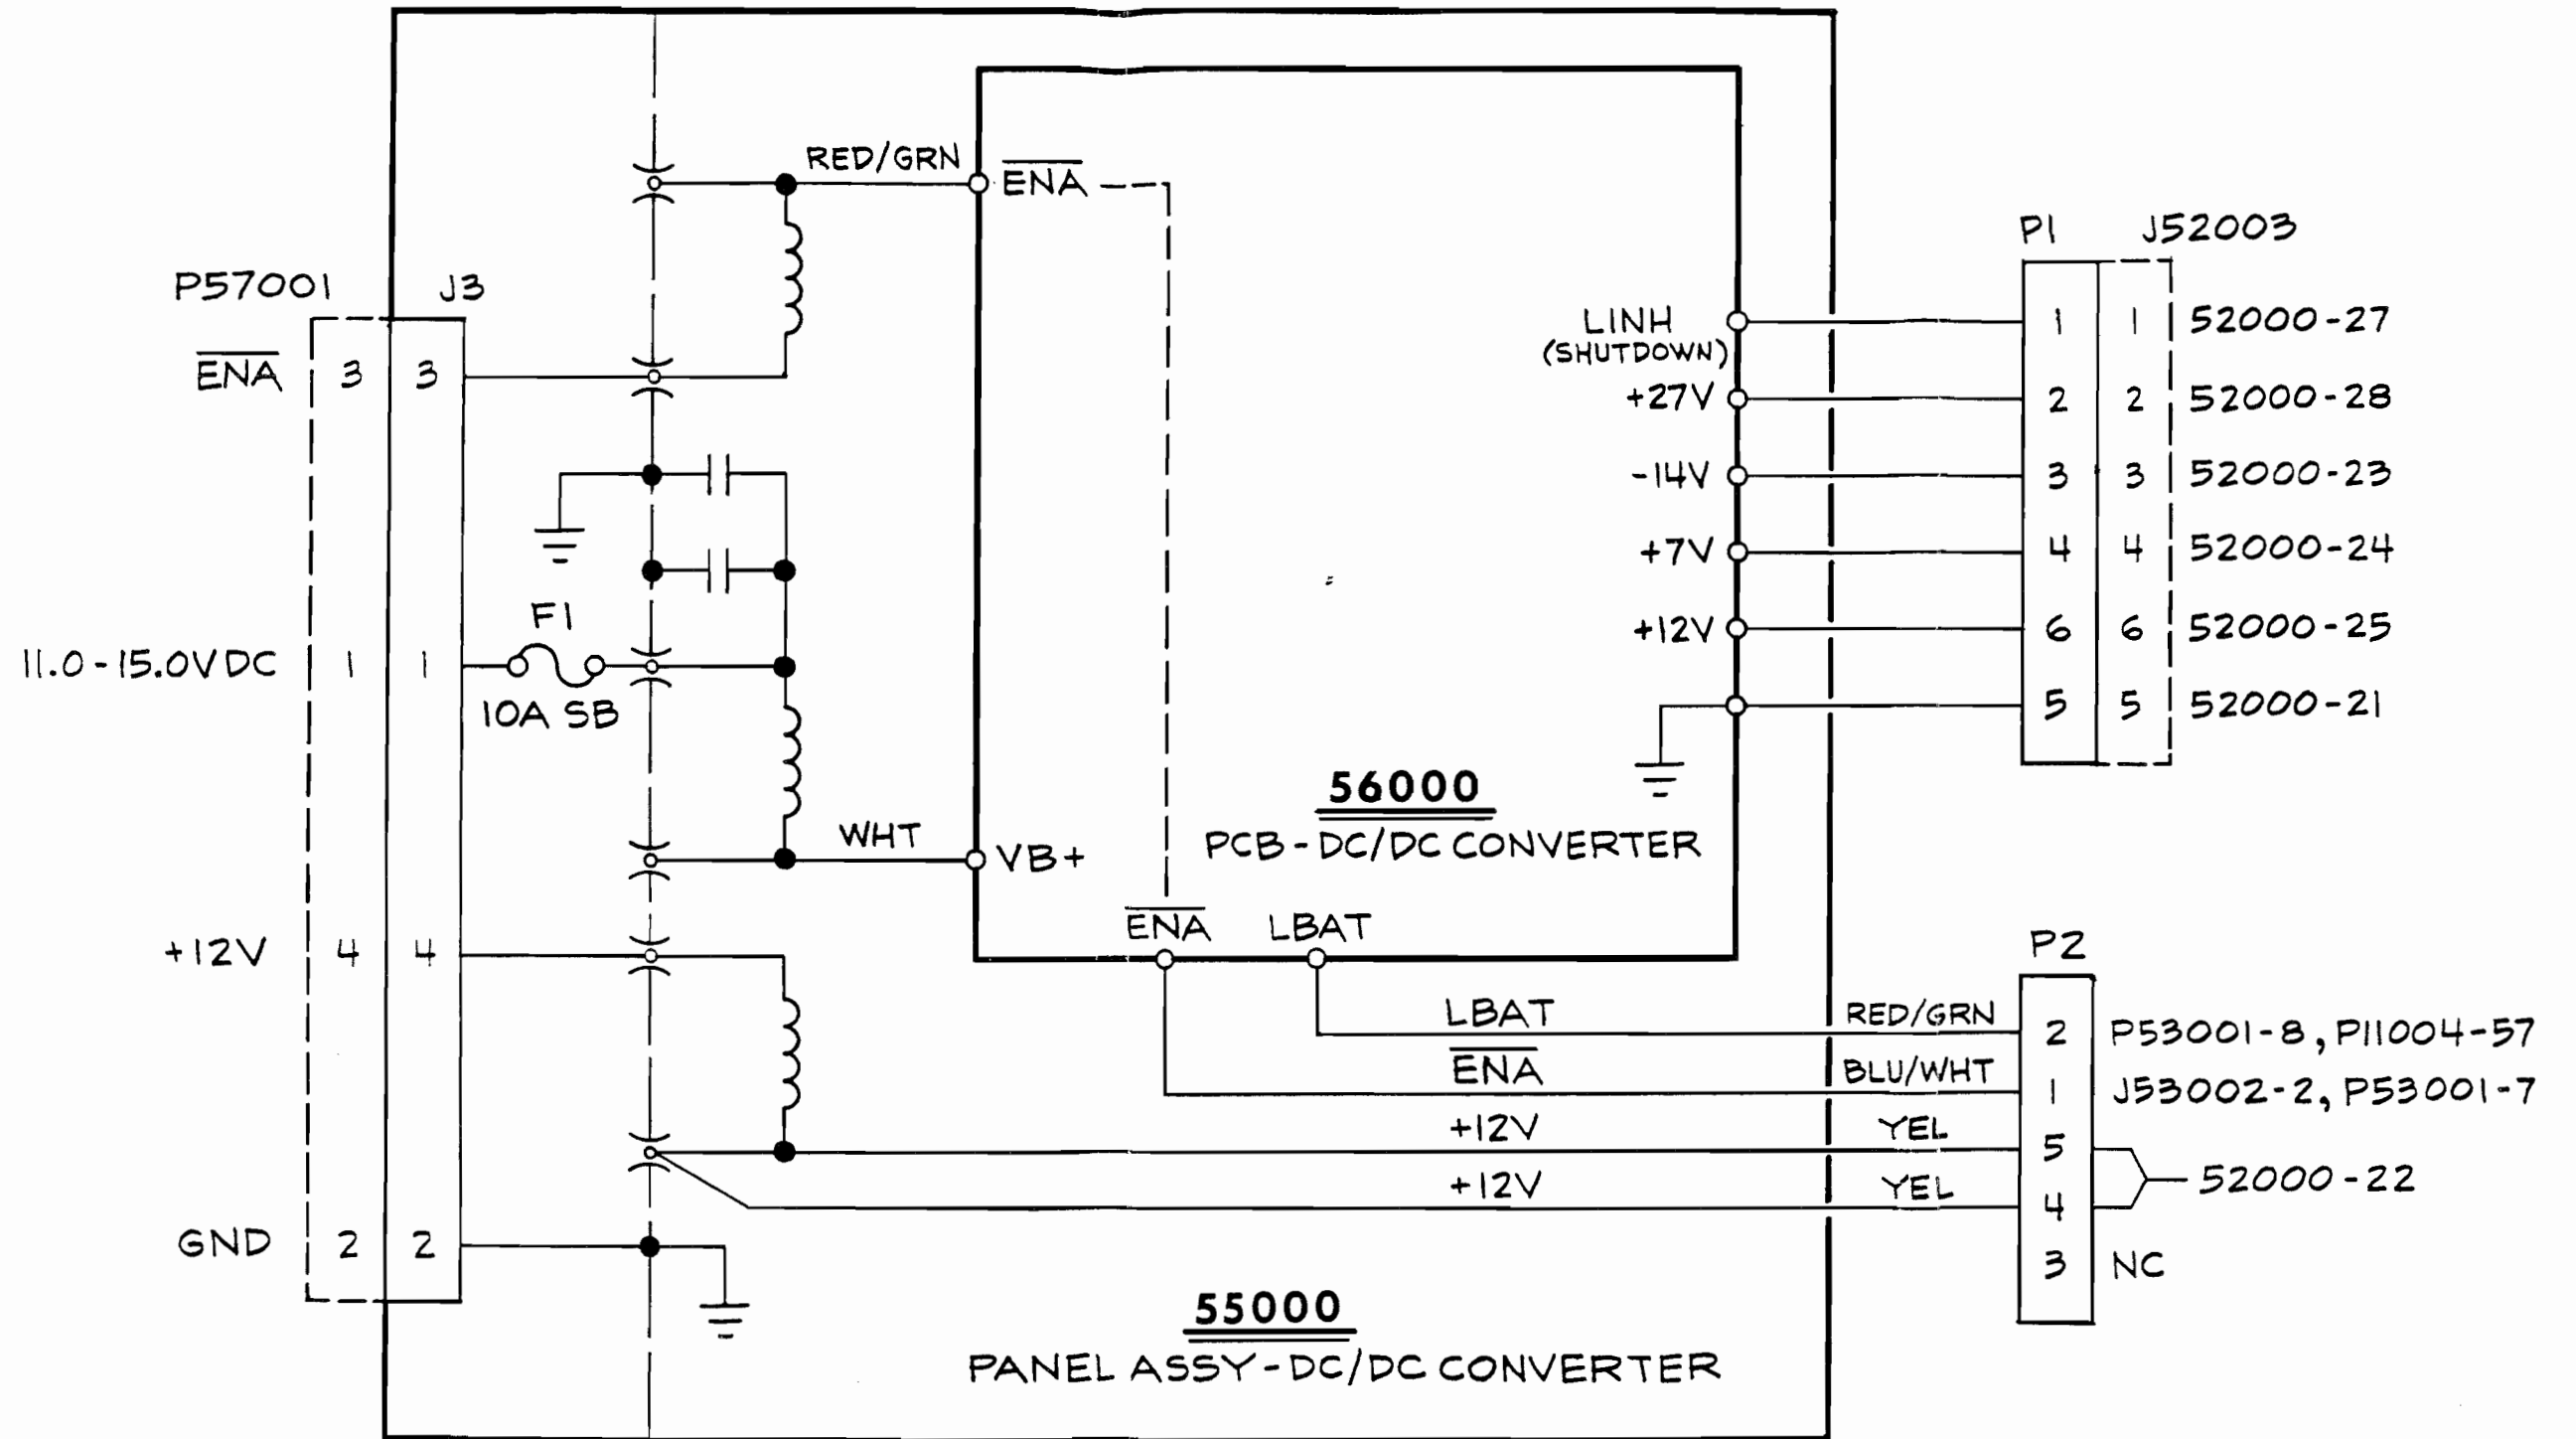 RED/GRN
ENA
P1 J52003
P57001 J3
LINH 1 1 52000-27
(SHUTDOWN)
ENA 3 3
+27V 2 2 52000-28
-14V 3 3 52000-23
+7V 4 4 52000-24
F1
+12V 6 6 52000-25
11.0-15.0VDC 1 1
10A SB
5 5 52000-21
56000
WHT
PCB-DC/DC CONVERTER
VB+
ENA LBAT
+12V 4 4
P2
LBAT RED/GRN 2 P53001-8, P11004-57
ENA BLU/WHT 1 J53002-2, P53001-7
+12V YEL 5
52000-22
+12V YEL 4
GND 2 2
3 NC
55000
PANEL ASSY-DC/DC CONVERTER